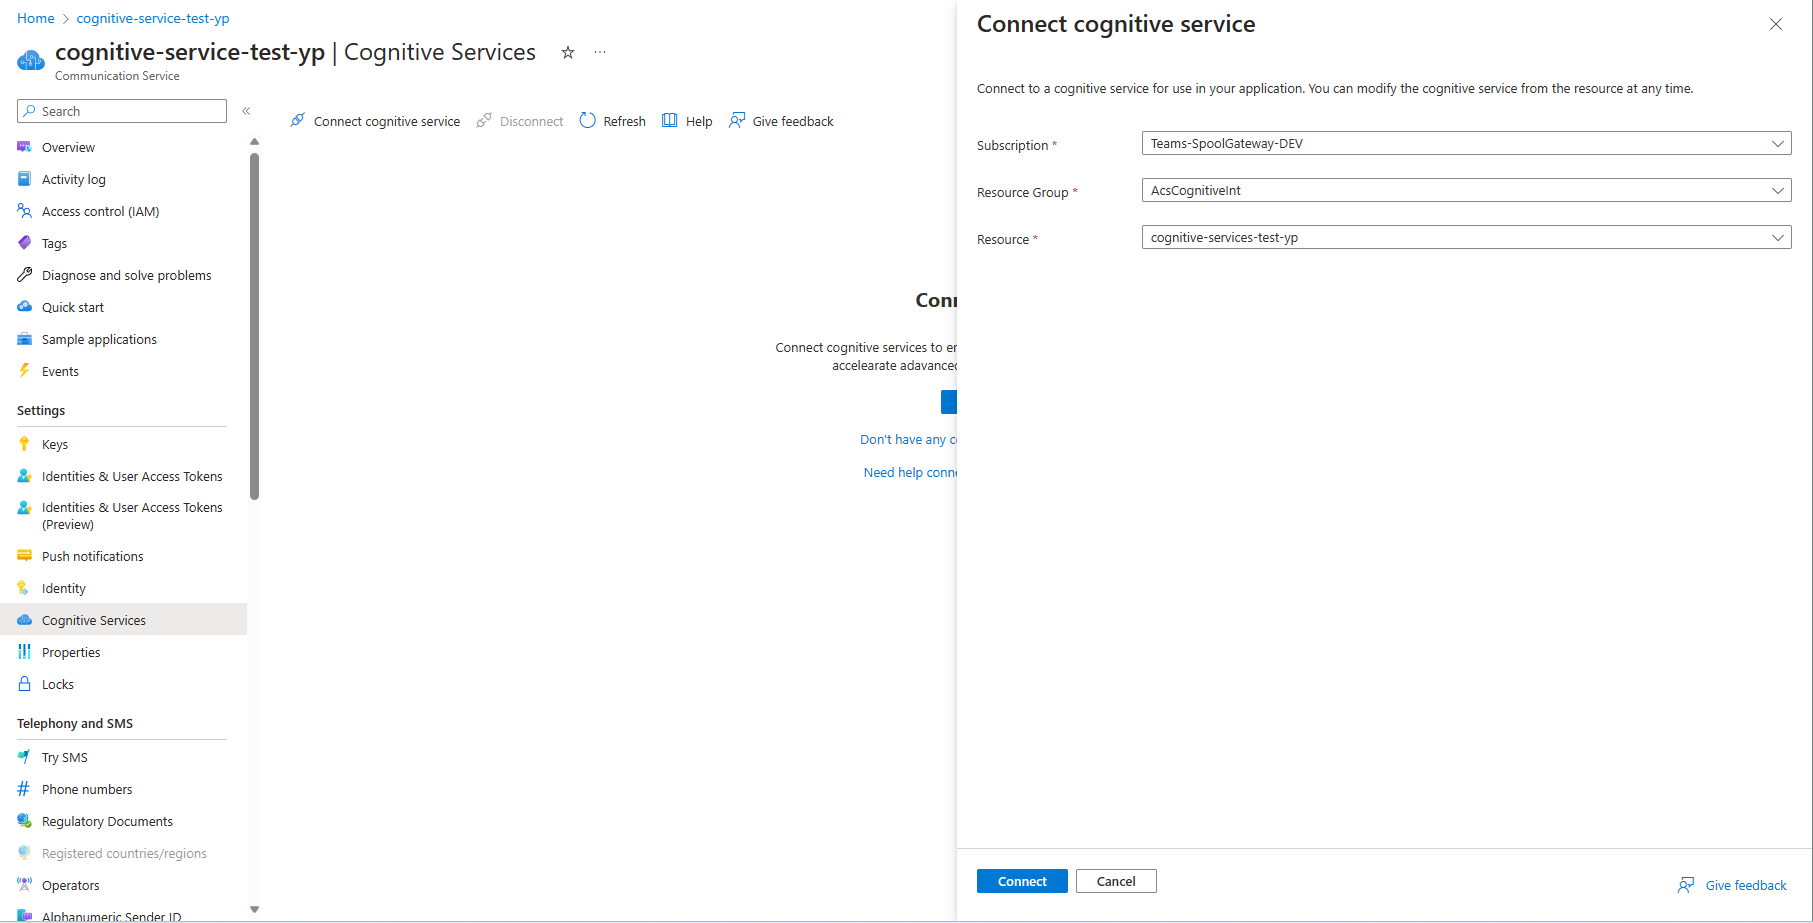 Home > cognitive-service-test-yp
cognitive-service-test-yp | Cognitive Services
Communication Service
Search
Overview
Activity log
Access control (IAM)
Tags
Diagnose and solve problems
Quick start
Sample applications
Events
Settings
Keys
Identities & User Access Tokens
Identities & User Access Tokens
(Preview)
Push notifications
Identity
Cognitive Services
Properties
Locks
Telephony and SMS
Try SMS
Phone numbers
Regulatory Documents
Registered countries/regions
Operators
Alphanumeric Sender ID
Connect cognitive service Disconnect Refresh Help Give feedback
Conn
Connect cognitive services to en
accelearate adavanced
Don't have any c
Need help conne
Connect cognitive service
Connect to a cognitive service for use in your application. You can modify the cognitive service from the resource at any time.
Subscription * Teams-SpoolGateway-DEV
Resource Group * AcsCognitiveInt
Resource * cognitive-services-test-yp
Connect Cancel
Give feedback